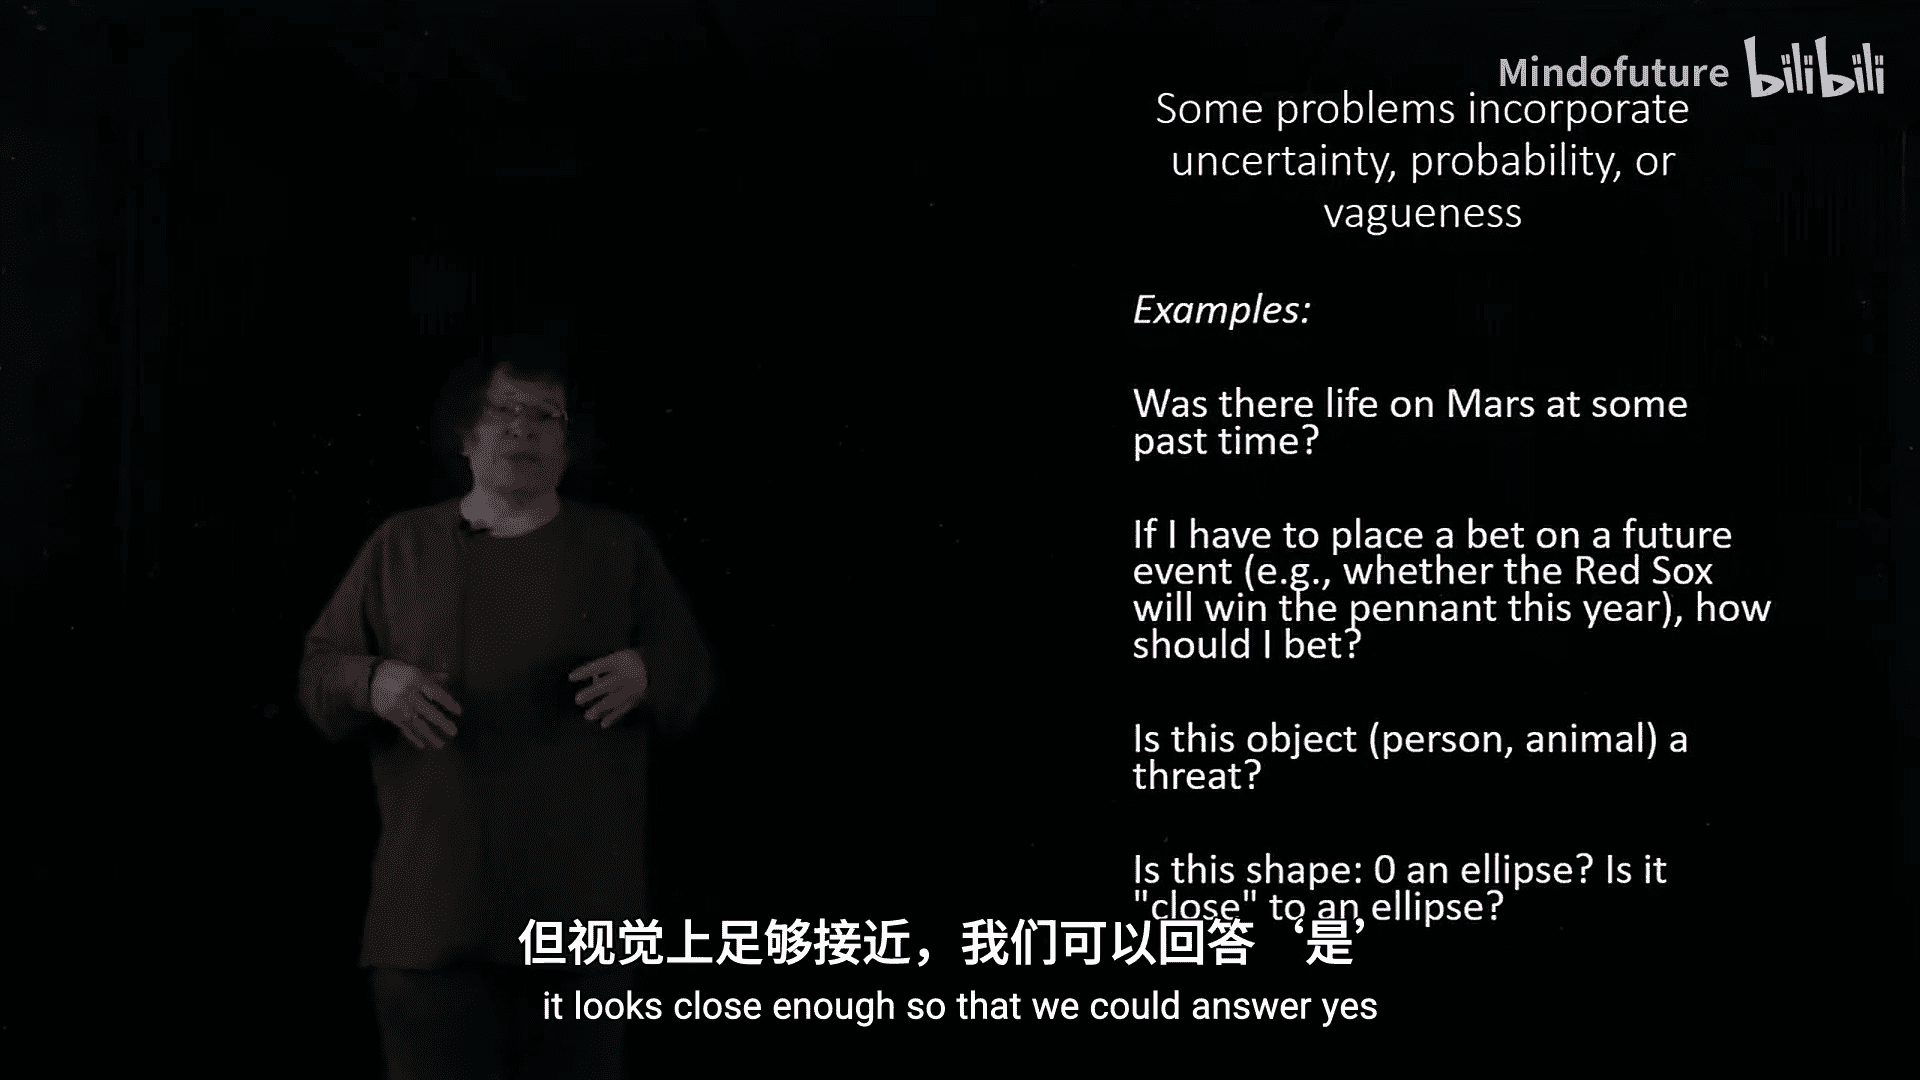 Mindofuture bilibili
Some problems incorporate
uncertainty, probability, or
vagueness
Examples:
Was there life on Mars at some
past time?
If I have to place a bet on a future
event (e.g., whether the Red Sox
will win the pennant this year), how
should I bet?
Is this object (person, animal) a
threat?
Is this shape: 0 an ellipse? Is it
"close" to an ellipse?
但视觉上足够接近，我们可以回答‘是’
it looks close enough so that we could answer yes